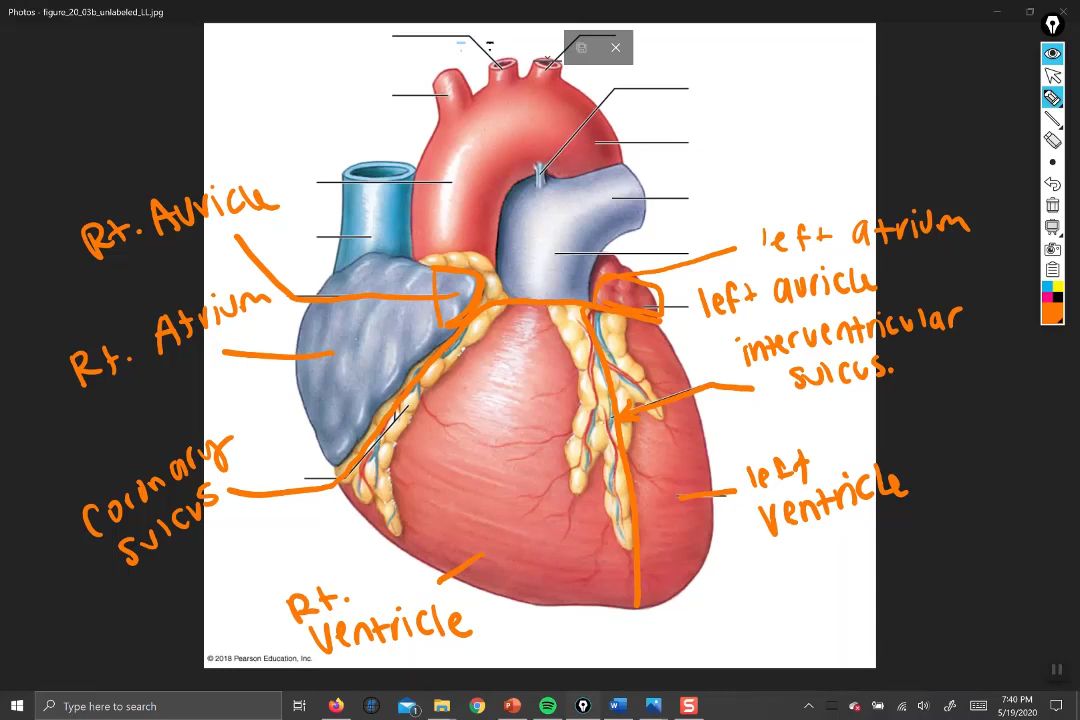 Photos - figure_20_03b_unlabeled_LL.jpg
Rt. Auricle
left atrium
left auricle
Rt. Atrium
interventricular
sulcus.
Coronary
sulcus
left
ventricle
Rt.
ventricle
© 2018 Pearson Education, Inc.
Type here to search
1
7:40 PM
5/19/2020